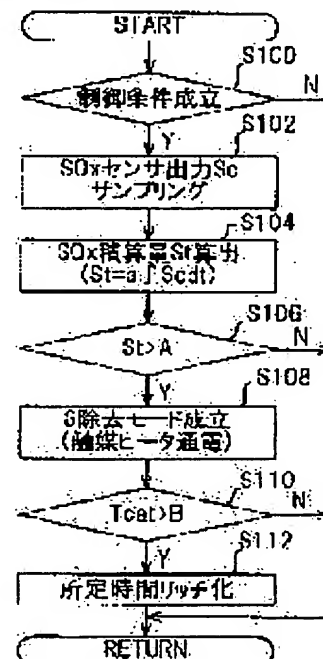 START
S100
制御条件成立
N
Y
S102
SOxセンサ出力Sc
サンプリング
S104
SOx積算量St算出
(St=a∫Scdt)
S106
St>A
N
Y
S108
S除去モード成立
(触媒ヒータ通電)
S110
Tcat>B
N
Y
S112
所定時間リッチ化
RETURN